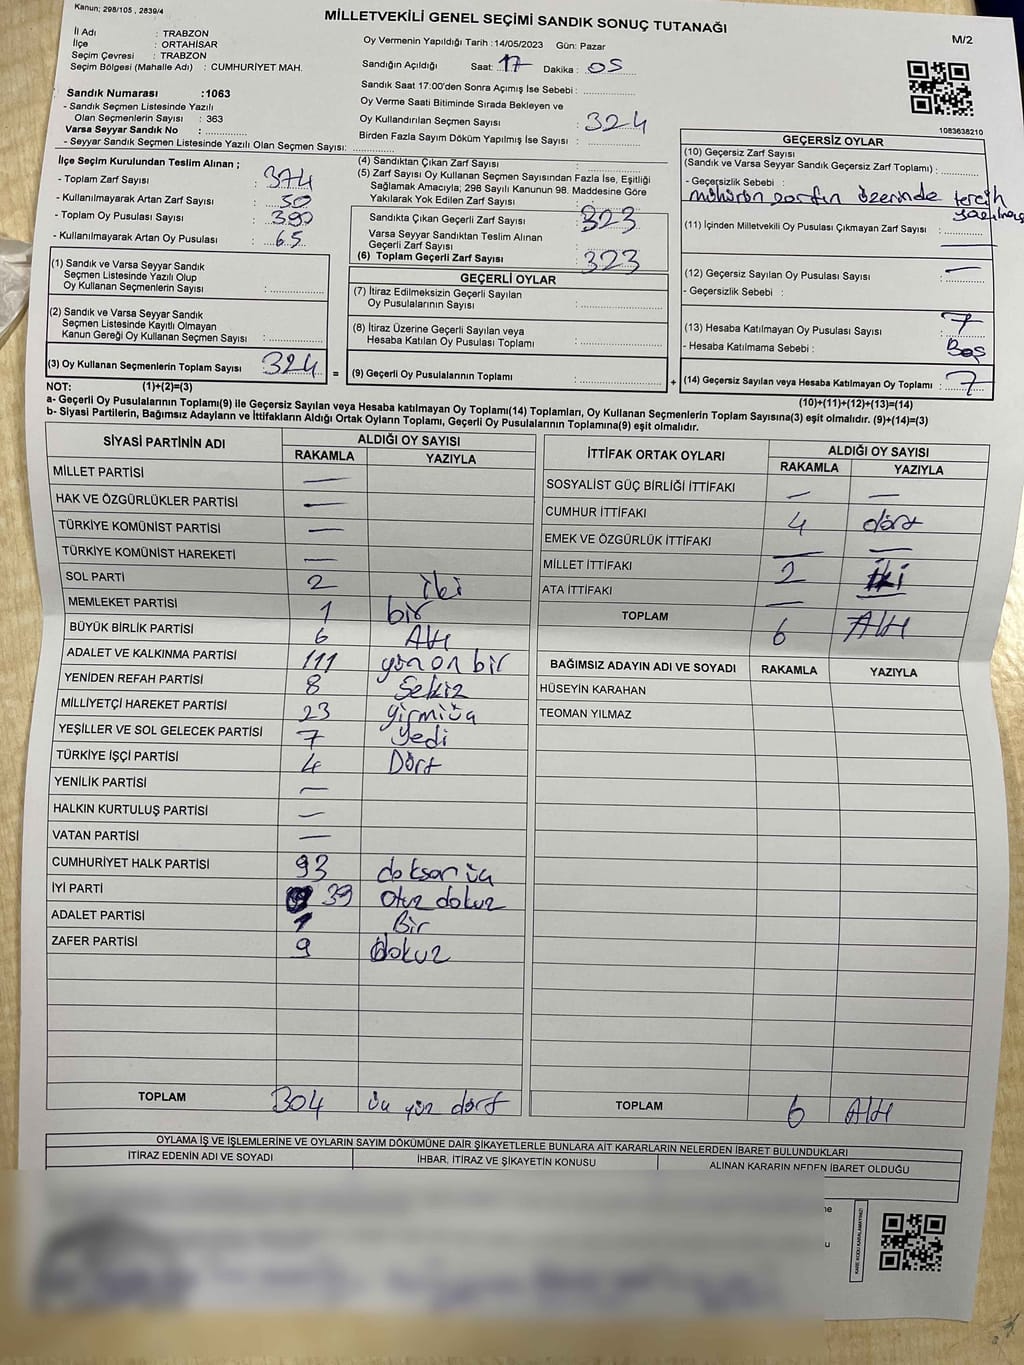 Kanun; 298/105 , 2839/4
MİLLETVEKİLİ GENEL SEÇİMİ SANDIK SONUÇ TUTANAĞI
M/2
İl Adı : TRABZON
İlçe : ORTAHİSAR
Seçim Çevresi : TRABZON
Seçim Bölgesi (Mahalle Adı) : CUMHURİYET MAH.
Sandık Numarası :1063
- Sandık Seçmen Listesinde Yazılı
Olan Seçmenlerin Sayısı : 363
Varsa Seyyar Sandık No :
- Seyyar Sandık Seçmen Listesinde Yazılı Olan Seçmen Sayısı:
Oy Vermenin Yapıldığı Tarih :14/05/2023 Gün: Pazar
Sandığın Açıldığı Saat: 17 Dakika : 05
Sandık Saat 17:00'den Sonra Açımış İse Sebebi :
Oy Verme Saati Bitiminde Sırada Bekleyen ve
Oy Kullandırılan Seçmen Sayısı : 324
Birden Fazla Sayım Döküm Yapılmış İse Sayısı :
1083638210
İlçe Seçim Kurulundan Teslim Alınan ;
- Toplam Zarf Sayısı : 374
- Kullanılmayarak Artan Zarf Sayısı : 50
- Toplam Oy Pusulası Sayısı : 390
- Kullanılmayarak Artan Oy Pusulası : 65
(1) Sandık ve Varsa Seyyar Sandık
Seçmen Listesinde Yazılı Olup
Oy Kullanan Seçmenlerin Sayısı :
(2) Sandık ve Varsa Seyyar Sandık
Seçmen Listesinde Kayıtlı Olmayan
Kanun Gereği Oy Kullanan Seçmen Sayısı :
(3) Oy Kullanan Seçmenlerin Toplam Sayısı : 324 =
(4) Sandıktan Çıkan Zarf Sayısı :
(5) Zarf Sayısı Oy Kullanan Seçmen Sayısından Fazla İse, Eşitliği
Sağlamak Amacıyla; 298 Sayılı Kanunun 98. Maddesine Göre
Yakılarak Yok Edilen Zarf Sayısı :
Sandıkta Çıkan Geçerli Zarf Sayısı : 323
Varsa Seyyar Sandıktan Teslim Alınan
Geçerli Zarf Sayısı :
(6) Toplam Geçerli Zarf Sayısı : 323
GEÇERLİ OYLAR
(7) İtiraz Edilmeksizin Geçerli Sayılan
Oy Pusulalarının Sayısı :
(8) İtiraz Üzerine Geçerli Sayılan veya
Hesaba Katılan Oy Pusulaları Toplamı :
(9) Geçerli Oy Pusulalarının Toplamı : +
GEÇERSİZ OYLAR
(10) Geçersiz Zarf Sayısı
(Sandık ve Varsa Seyyar Sandık Geçersiz Zarf Toplamı) :
- Geçersizlik Sebebi :
mührün zarfın üzerinde tercih
(11) İçinden Milletvekili Oy Pusulası Çıkmayan Zarf Sayısı :
(12) Geçersiz Sayılan Oy Pusulası Sayısı : —
- Geçersizlik Sebebi :
(13) Hesaba Katılmayan Oy Pusulası Sayısı : 7
- Hesaba Katılmama Sebebi : Boş
(14) Geçersiz Sayılan veya Hesaba Katılmayan Oy Toplamı : 7
NOT: (1)+(2)=(3)
(10)+(11)+(12)+(13)=(14)
a- Geçerli Oy Pusulalarının Toplamı(9) ile Geçersiz Sayılan veya Hesaba katılmayan Oy Toplamı(14) Toplamları, Oy Kullanan Seçmenlerin Toplam Sayısına(3) eşit olmalıdır. (9)+(14)=(3)
b- Siyasi Partilerin, Bağımsız Adayların ve İttifakların Aldığı Ortak Oyların Toplamı, Geçerli Oy Pusulalarının Toplamına(9) eşit olmalıdır.
SİYASİ PARTİNİN ADI ALDIĞI OY SAYISI
RAKAMLA YAZIYLA
MİLLET PARTİSİ —
HAK VE ÖZGÜRLÜKLER PARTİSİ —
TÜRKİYE KOMÜNİST PARTİSİ —
TÜRKİYE KOMÜNİST HAREKETİ —
SOL PARTİ 2 iki
MEMLEKET PARTİSİ 1 bir
BÜYÜK BİRLİK PARTİSİ 6 Altı
ADALET VE KALKINMA PARTİSİ 111 yüz on bir
YENİDEN REFAH PARTİSİ 8 Sekiz
MİLLİYETÇİ HAREKET PARTİSİ 23 yirmiüç
YEŞİLLER VE SOL GELECEK PARTİSİ 7 Yedi
TÜRKİYE İŞÇİ PARTİSİ 4 Dört
YENİLİK PARTİSİ —
HALKIN KURTULUŞ PARTİSİ —
VATAN PARTİSİ —
CUMHURİYET HALK PARTİSİ 93 doksan üç
İYİ PARTİ 39 Otuz dokuz
ADALET PARTİSİ 1 Bir
ZAFER PARTİSİ 9 dokuz
TOPLAM 304 üç yüz dört
İTTİFAK ORTAK OYLARI ALDIĞI OY SAYISI
RAKAMLA YAZIYLA
SOSYALİST GÜÇ BİRLİĞİ İTTİFAKI — —
CUMHUR İTTİFAKI 4 dört
EMEK VE ÖZGÜRLÜK İTTİFAKI — —
MİLLET İTTİFAKI 2 iki
ATA İTTİFAKI — —
TOPLAM 6 Altı
BAĞIMSIZ ADAYIN ADI VE SOYADI RAKAMLA YAZIYLA
HÜSEYİN KARAHAN
TEOMAN YILMAZ
TOPLAM 6 Altı
OYLAMA İŞ VE İŞLEMLERİNE VE OYLARIN SAYIM DÖKÜMÜNE DAİR ŞİKAYETLERLE BUNLARA AİT KARARLARIN NELERDEN İBARET BULUNDUKLARI
İTİRAZ EDENİN ADI VE SOYADI İHBAR, İTİRAZ VE ŞİKAYETİN KONUSU ALINAN KARARIN NEDEN İBARET OLDUĞU
KARE KODU KARALAMAYINIZ!